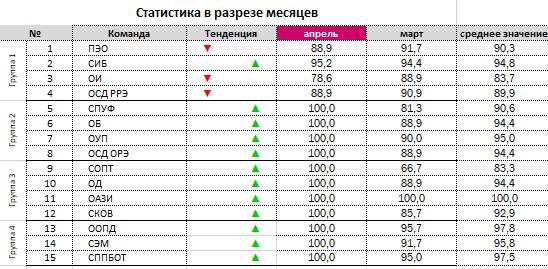 Статистика в разрезе месяцев
№ Команда Тенденция апрель март среднее значение
Группа 1
1 ПЭО ▼ 88,9 91,7 90,3
2 СИБ ▲ 95,2 94,4 94,8
3 ОИ ▼ 78,6 88,9 83,7
4 ОСД РРЭ ▼ 88,9 90,9 89,9
Группа 2
5 СПУФ ▲ 100,0 81,3 90,6
6 ОБ ▲ 100,0 88,9 94,4
7 ОУП ▲ 100,0 90,0 95,0
8 ОСД ОРЭ ▲ 100,0 88,9 94,4
Группа 3
9 СОПТ ▲ 100,0 66,7 83,3
10 ОД ▲ 100,0 88,9 94,4
11 ОАЗИ ▲ 100,0 100,0 100,0
12 СКОВ ▲ 100,0 85,7 92,9
Группа 4
13 ООПД ▲ 100,0 95,7 97,8
14 СЭМ ▲ 100,0 91,7 95,8
15 СППБОТ ▲ 100,0 95,0 97,5